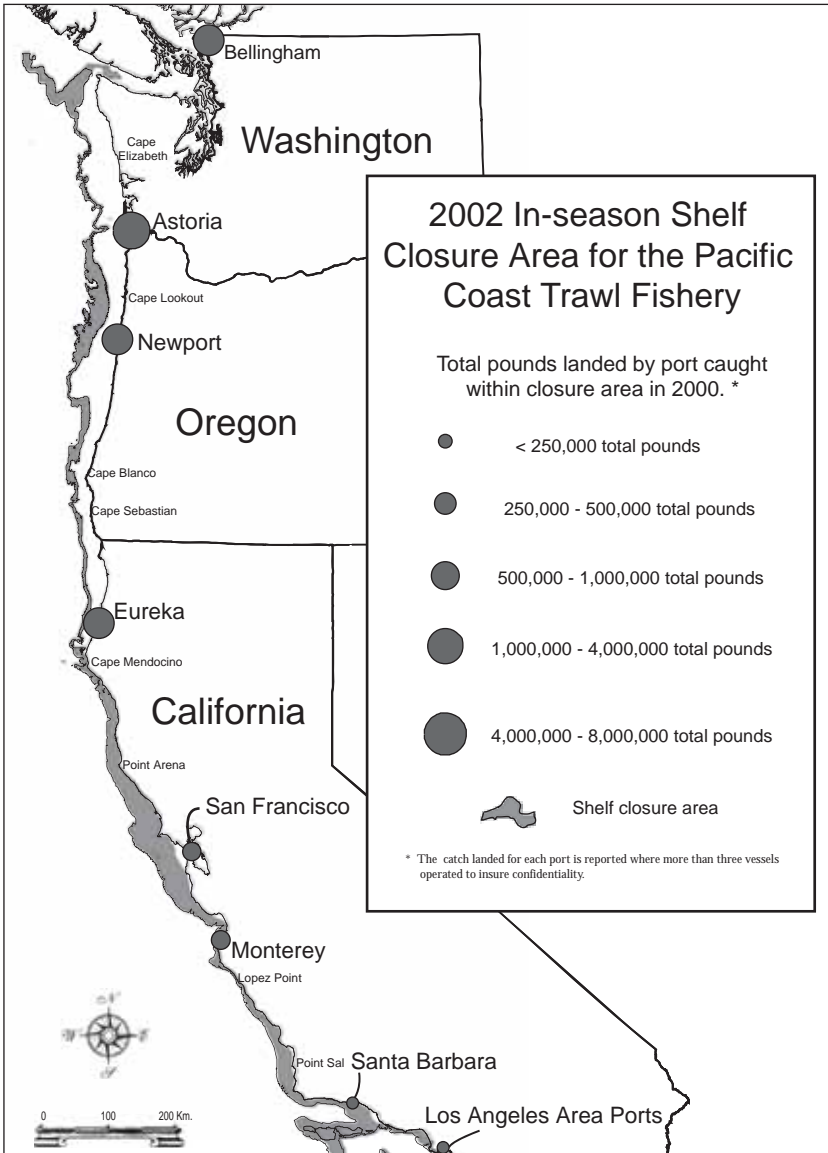 Bellingham
Washington
Cape
Elizabeth
Astoria
Cape Lookout
Newport
Oregon
Cape Blanco
Cape Sebastian
Eureka
Cape Mendocino
California
Point Arena
San Francisco
Monterey
Lopez Point
Point Sal
Santa Barbara
Los Angeles Area Ports
N
W
E
S
0 100 200 Km.
2002 In-season Shelf
Closure Area for the Pacific
Coast Trawl Fishery
Total pounds landed by port caught
within closure area in 2000. *
< 250,000 total pounds
250,000 - 500,000 total pounds
500,000 - 1,000,000 total pounds
1,000,000 - 4,000,000 total pounds
4,000,000 - 8,000,000 total pounds
Shelf closure area
* The catch landed for each port is reported where more than three vessels
operated to insure confidentiality.